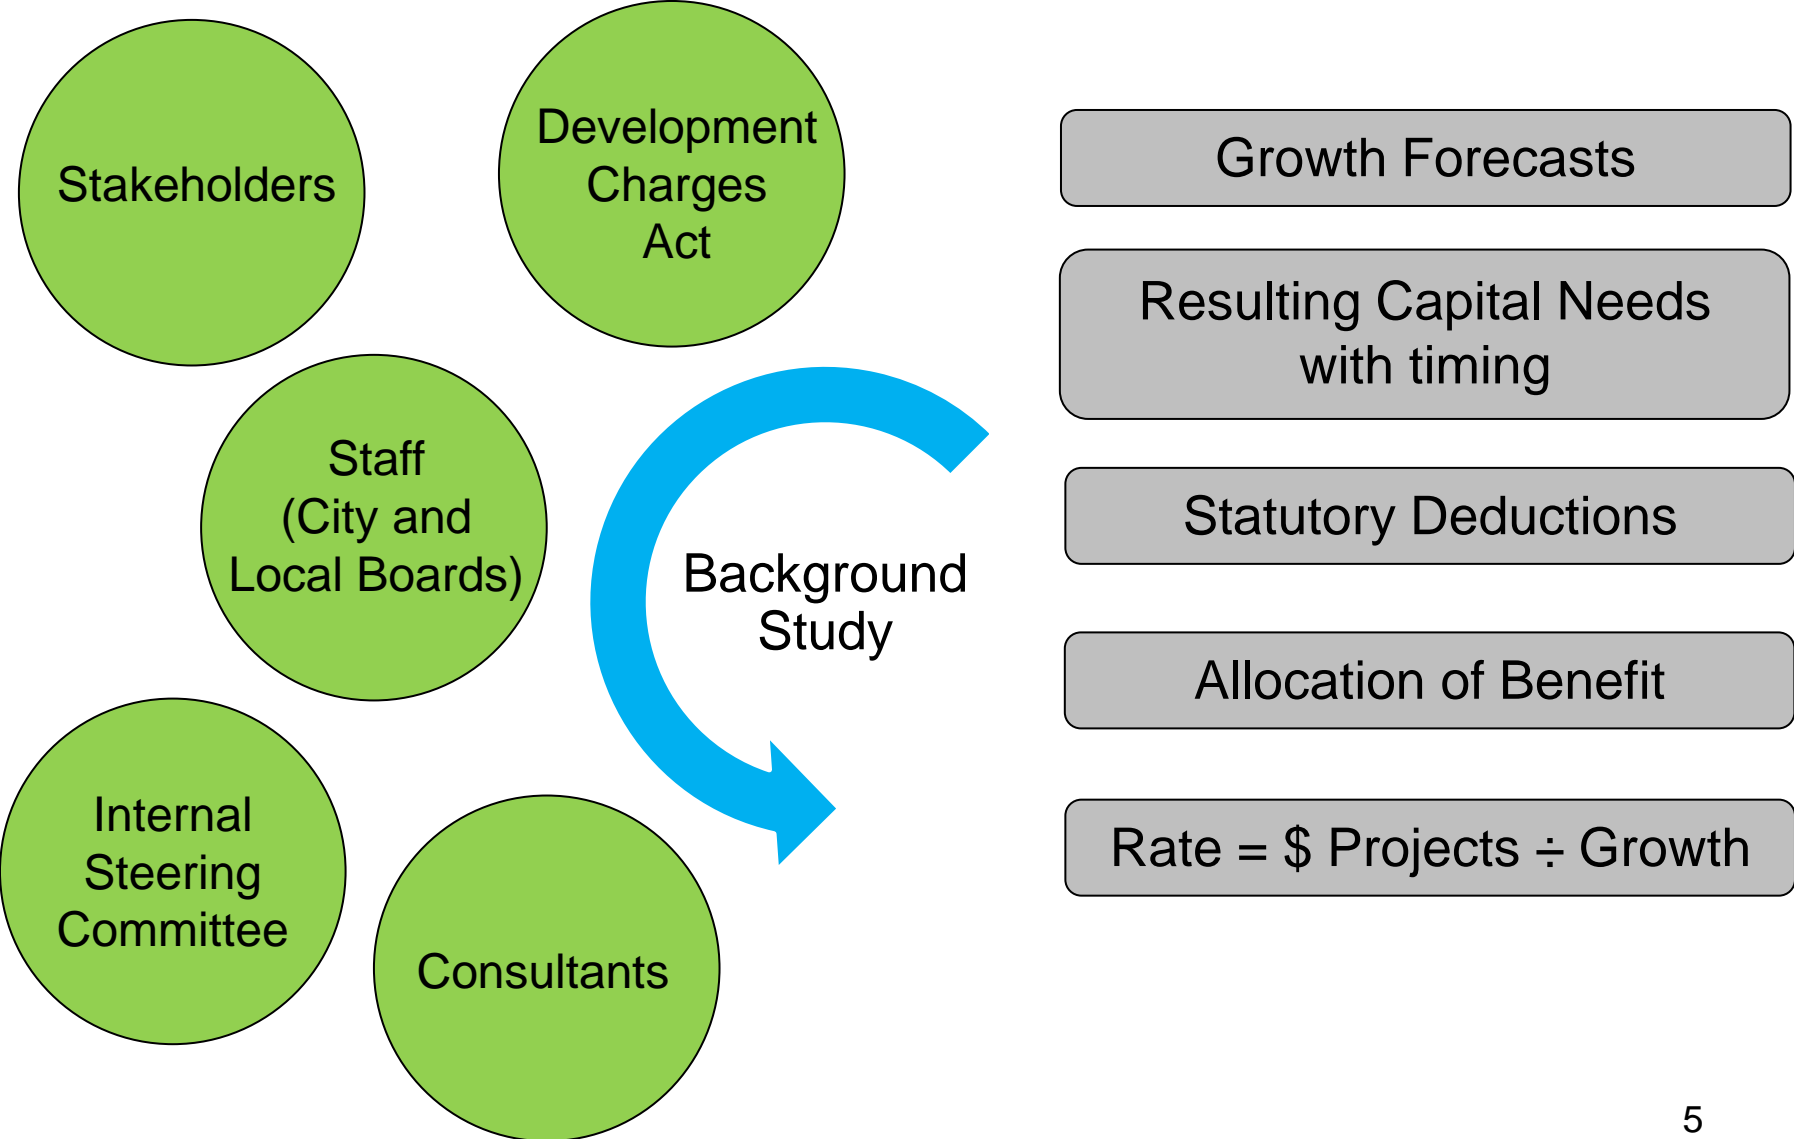 Stakeholders
Development
Charges
Act
Staff
(City and
Local Boards)
Internal
Steering
Committee
Consultants
Background
Study
Growth Forecasts
Resulting Capital Needs
with timing
Statutory Deductions
Allocation of Benefit
Rate = $ Projects ÷ Growth
5